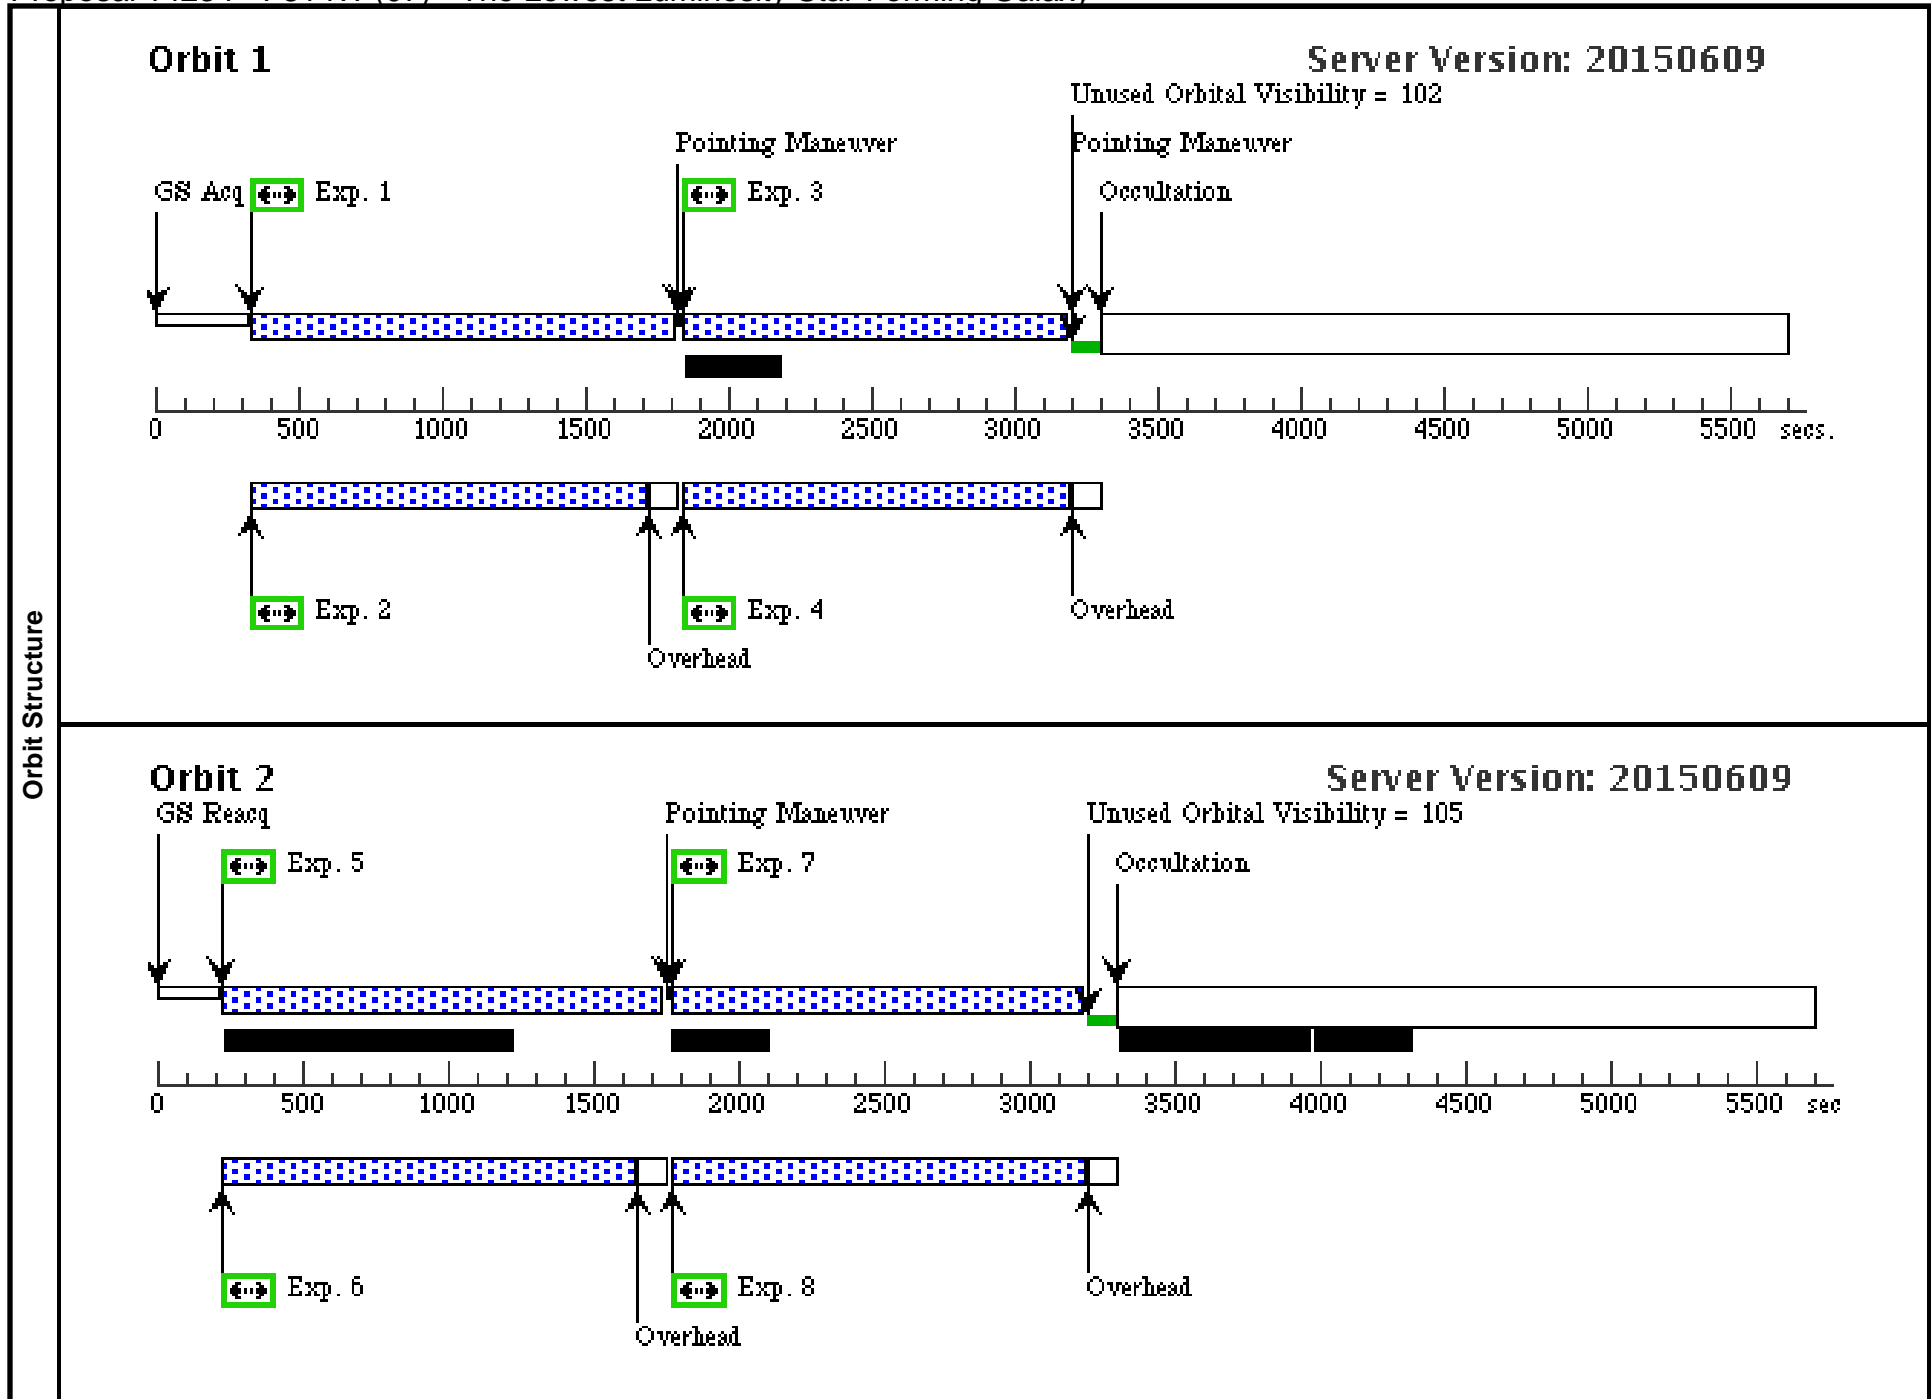 Orbit Structure
Orbit 1
Server Version: 20150609
Unused Orbital Visibility = 102
Pointing Maneuver
Pointing Maneuver
GS Acq
Exp. 1
Exp. 3
Occultation
0 500 1000 1500 2000 2500 3000 3500 4000 4500 5000 5500 secs.
Exp. 2
Exp. 4
Overhead
Overhead
Orbit 2
Server Version: 20150609
GS Reacq
Pointing Maneuver
Unused Orbital Visibility = 105
Exp. 5
Exp. 7
Occultation
0 500 1000 1500 2000 2500 3000 3500 4000 4500 5000 5500 sec
Exp. 6
Exp. 8
Overhead
Overhead